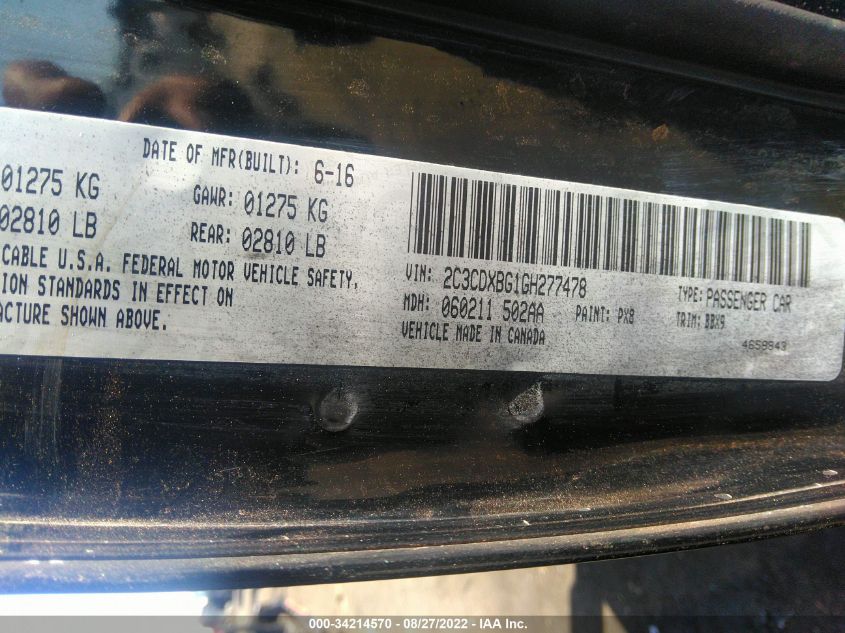 DATE OF MFR(BUILT): 6-16
01275 KG GAWR: 01275 KG
02810 LB REAR: 02810 LB
CABLE U.S.A. FEDERAL MOTOR VEHICLE SAFETY,
ION STANDARDS IN EFFECT ON
ACTURE SHOWN ABOVE.
VIN: 2C3CDXBG1GH277478 TYPE: PASSENGER CAR
MDH: 060211 502AA PAINT: PX8 TRIM: BBX9
VEHICLE MADE IN CANADA
4658943
000-34214570 - 08/27/2022 - IAA Inc.